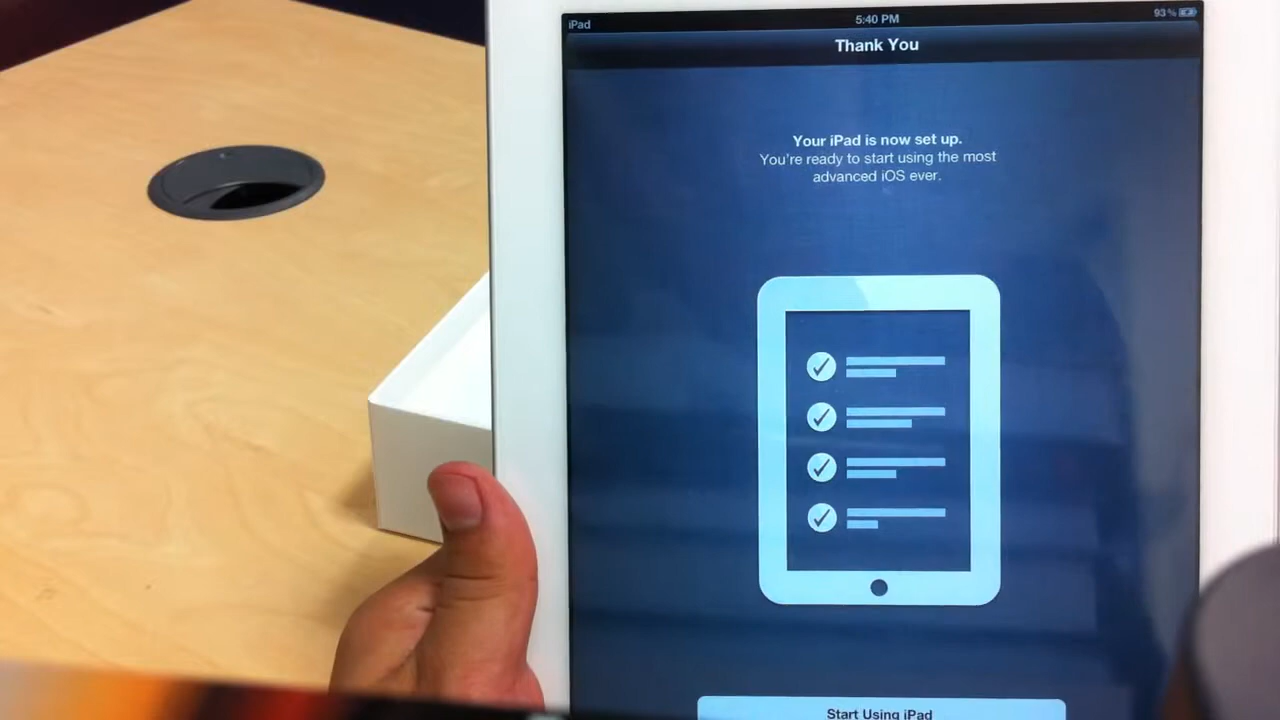 iPad 5:40 PM 93%
Thank You
Your iPad is now set up.
You're ready to start using the most
advanced iOS ever.
Start Using iPad